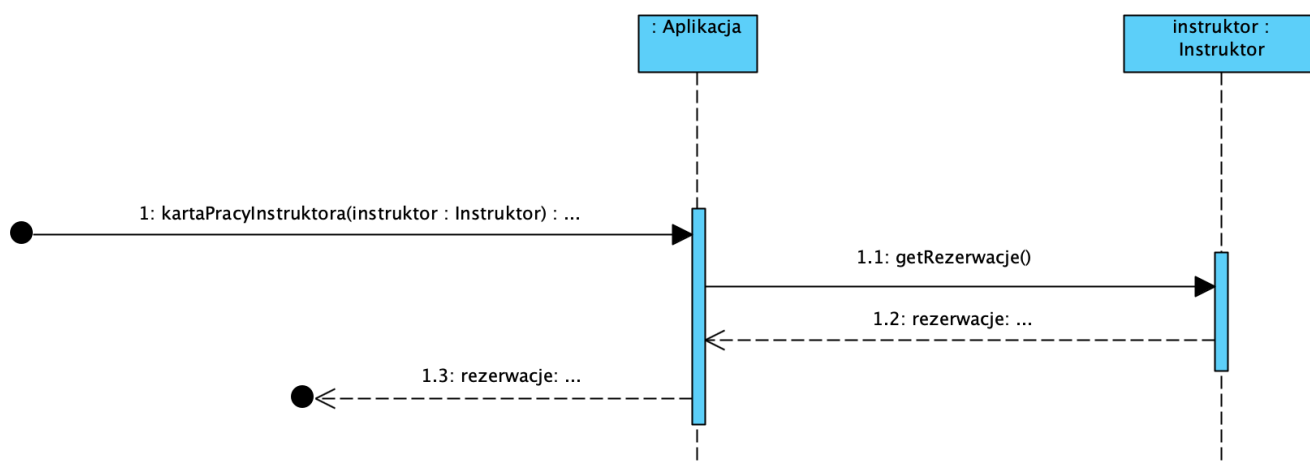 : Aplikacja
instruktor :
Instruktor
1: kartaPracyInstruktora(instruktor : Instruktor) : ...
1.1: getRezerwacje()
1.2: rezerwacje: ...
1.3: rezerwacje: ...